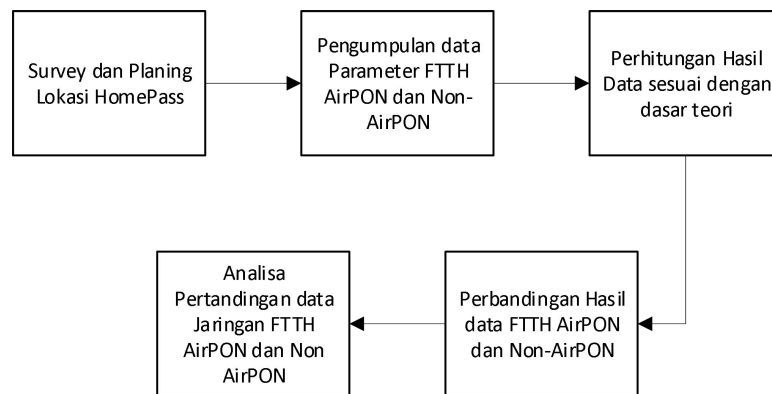 Survey dan Planing
Lokasi HomePass
Pengumpulan data
Parameter FTTH
AirPON dan Non-
AirPON
Perhitungan Hasil
Data sesuai dengan
dasar teori
Perbandingan Hasil
data FTTH AirPON
dan Non-AirPON
Analisa
Pertandingan data
Jaringan FTTH
AirPON dan Non
AirPON